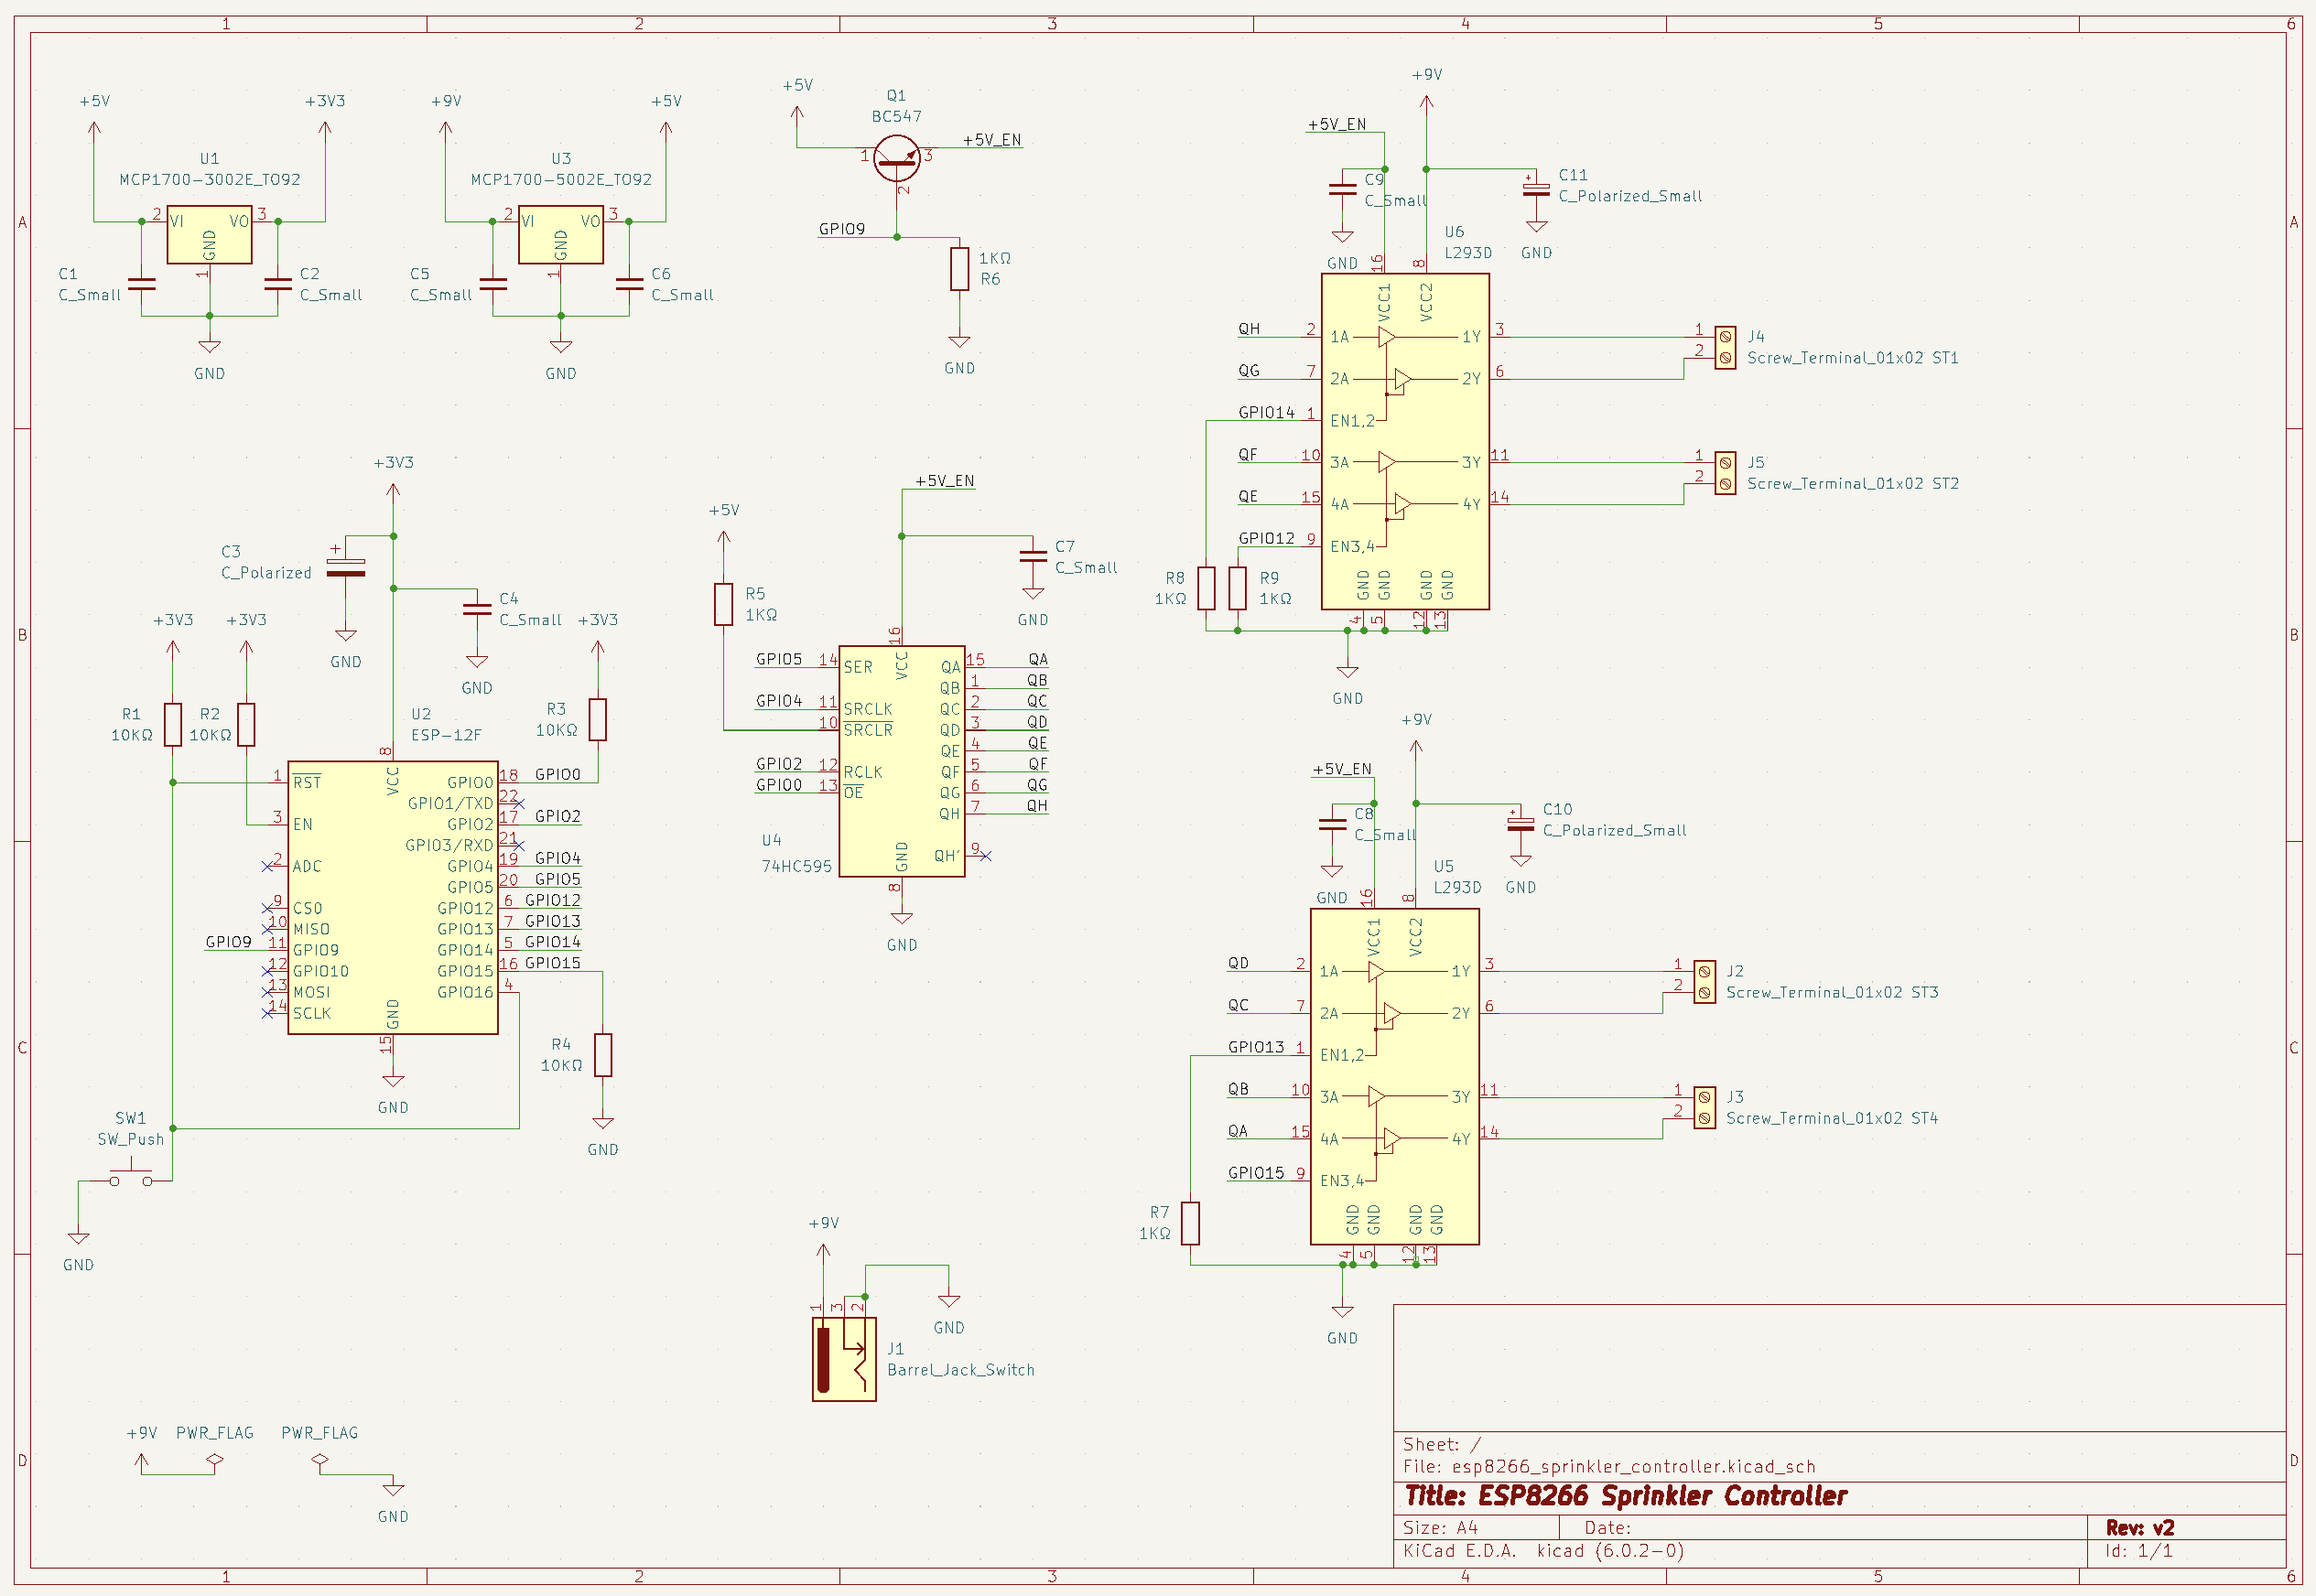 1 2 3 4 5 6
A
B
C
D
+5V
+3V3
U1
MCP1700-3002E_TO92
2 VI VO 3
GND
1
C1
C_Small
C2
C_Small
GND
+9V
+5V
U3
MCP1700-5002E_TO92
2 VI VO 3
GND
1
C5
C_Small
C6
C_Small
GND
+5V
Q1
BC547
1 3
+5V_EN
2
GPIO9
1KΩ
R6
GND
+3V3
C3
C_Polarized
GND
C4
C_Small
GND
+3V3
+3V3
+3V3
R1
10KΩ
R2
10KΩ
R3
10KΩ
U2
ESP-12F
8
VCC
1 RST
3 EN
2 ADC
9 CS0
10 MISO
GPIO9 11 GPIO9
12 GPIO10
13 MOSI
14 SCLK
GPIO0 18 GPIO0
GPIO1/TXD 22
GPIO2 17 GPIO2
GPIO3/RXD 21
GPIO4 19 GPIO4
GPIO5 20 GPIO5
GPIO12 6 GPIO12
GPIO13 7 GPIO13
GPIO14 5 GPIO14
GPIO15 16 GPIO15
GPIO16 4
GND
15
GND
R4
10KΩ
GND
SW1
SW_Push
GND
+5V
R5
1KΩ
+5V_EN
C7
C_Small
GND
16
VCC
GPIO5 14 SER
GPIO4 11 SRCLK
10 SRCLR
GPIO2 12 RCLK
GPIO0 13 OE
QA 15 QA
QB 1 QB
QC 2 QC
QD 3 QD
QE 4 QE
QF 5 QF
QG 6 QG
QH 7 QH
QH' 9
U4
74HC595
GND
8
GND
+9V
+5V_EN
C9
C_Small
GND
C11
C_Polarized_Small
GND
U6
L293D
16 8
VCC1 VCC2
QH 2 1A 1Y 3
QG 7 2A 2Y 6
GPIO14 1 EN1,2
QF 10 3A 3Y 11
QE 15 4A 4Y 14
GPIO12 9 EN3,4
GND GND GND GND
4 5 12 13
R8
1KΩ
R9
1KΩ
GND
1
2
J4
Screw_Terminal_01x02 ST1
1
2
J5
Screw_Terminal_01x02 ST2
+9V
+5V_EN
C8
C_Small
GND
C10
C_Polarized_Small
GND
U5
L293D
16 8
VCC1 VCC2
QD 2 1A 1Y 3
QC 7 2A 2Y 6
GPIO13 1 EN1,2
QB 10 3A 3Y 11
QA 15 4A 4Y 14
GPIO15 9 EN3,4
GND GND GND GND
4 5 12 13
R7
1KΩ
GND
1
2
J2
Screw_Terminal_01x02 ST3
1
2
J3
Screw_Terminal_01x02 ST4
+9V
1 3 2
GND
J1
Barrel_Jack_Switch
+9V PWR_FLAG
PWR_FLAG
GND
Sheet: /
File: esp8266_sprinkler_controller.kicad_sch
Title: ESP8266 Sprinkler Controller
Size: A4 Date: Rev: v2
KiCad E.D.A. kicad (6.0.2-0) Id: 1/1
A
B
C
D
1 2 3 4 5 6